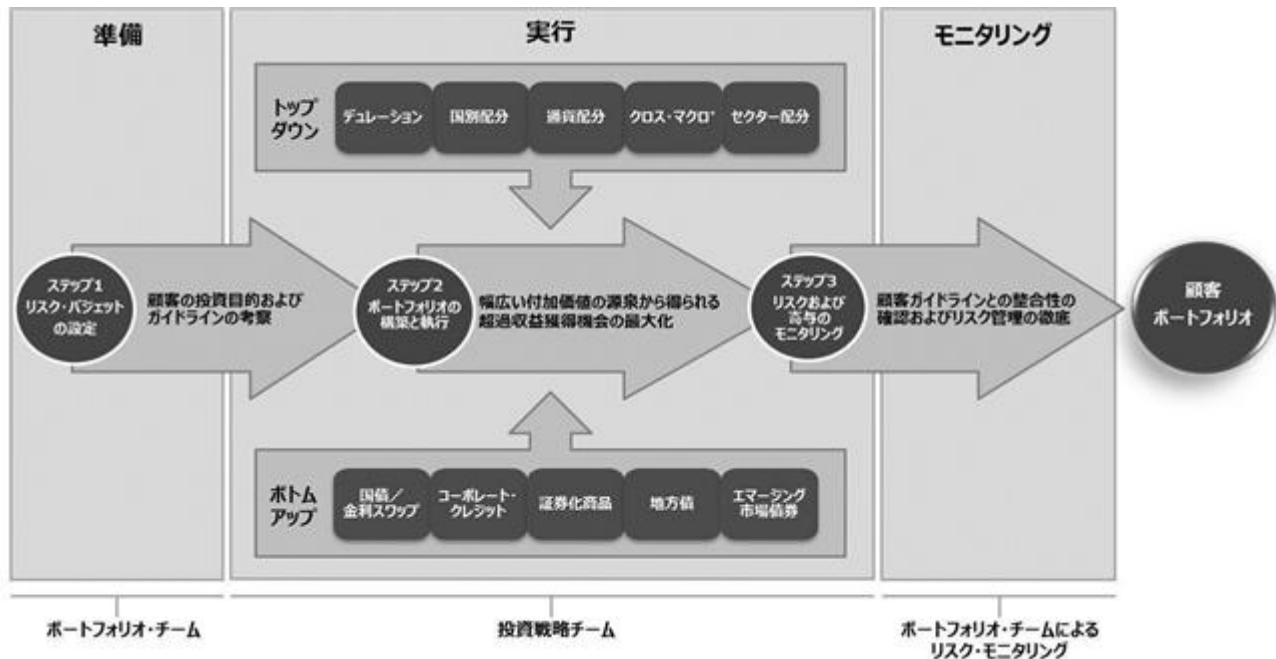 準備
実行
モニタリング
トップ
ダウン
デュレーション
国別配分
通貨配分
クロス・マクロ*
セクター配分
ステップ1
リスク・バジェット
の設定
顧客の投資目的および
ガイドラインの考察
ステップ2
ポートフォリオの
構築と執行
幅広い付加価値の源泉から得られる
超過収益獲得機会の最大化
ステップ3
リスクおよび
寄与の
モニタリング
顧客ガイドラインとの整合性の
確認およびリスク管理の徹底
顧客
ポートフォリオ
ボトム
アップ
国債／
金利スワップ
コーポレート・
クレジット
証券化商品
地方債
エマージング
市場債券
ポートフォリオ・チーム
投資戦略チーム
ポートフォリオ・チームによる
リスク・モニタリング